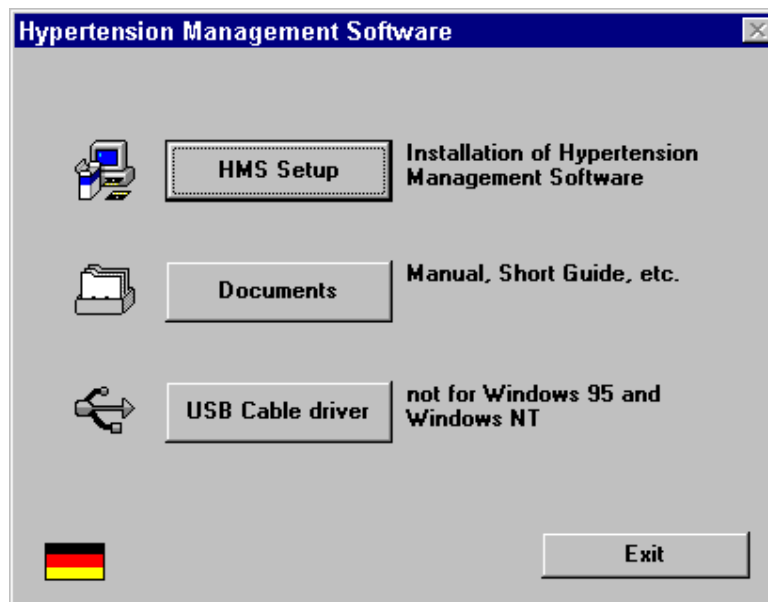 Hypertension Management Software
HMS Setup
Installation of Hypertension
Management Software
Documents
Manual, Short Guide, etc.
USB Cable driver
not for Windows 95 and
Windows NT
Exit